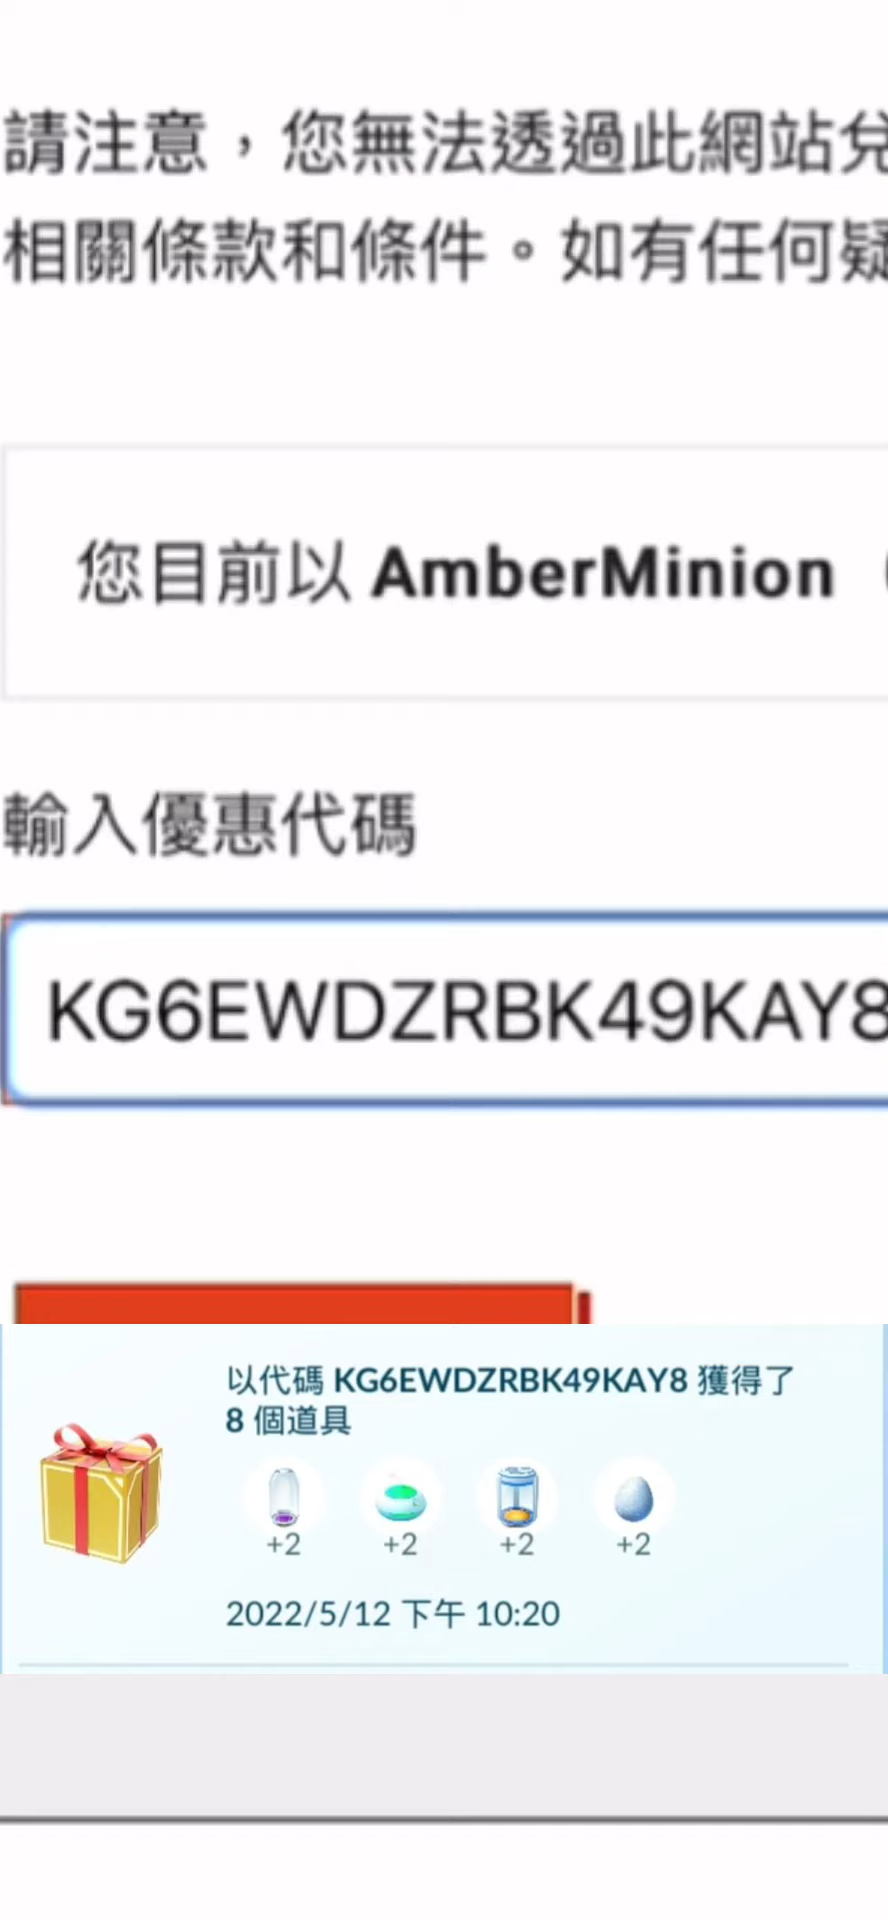 請注意，您無法透過此網站兌
相關條款和條件。如有任何疑
您目前以 AmberMinion
輸入優惠代碼
KG6EWDZRBK49KAY8
以代碼 KG6EWDZRBK49KAY8 獲得了
8 個道具
+2 +2 +2 +2
2022/5/12 下午 10:20